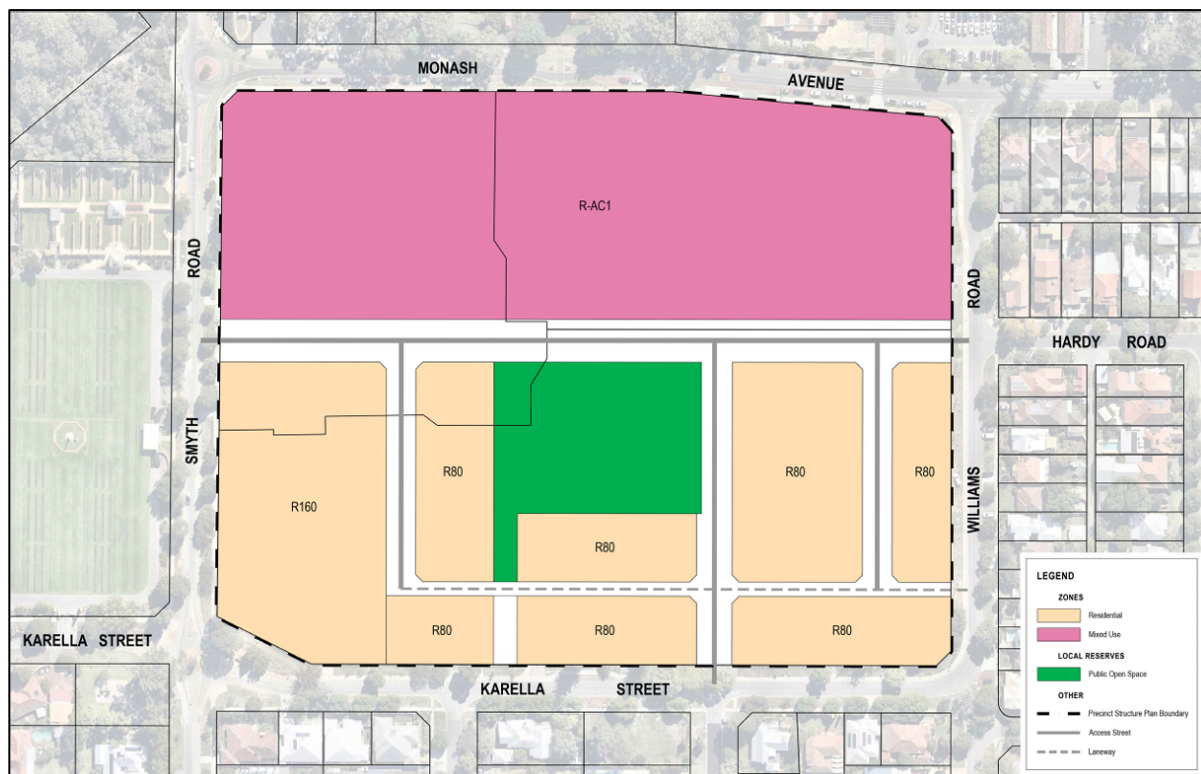 MONASH AVENUE
R-AC1
ROAD
ROAD
HARDY ROAD
SMYTH
R80
R80
R80
WILLIAMS
R160
R80
KARELLA STREET
R80
R80
R80
KARELLA STREET
LEGEND
ZONES
Residential
Mixed Use
LOCAL RESERVES
Public Open Space
OTHER
Precinct Structure Plan Boundary
Access Street
Laneway